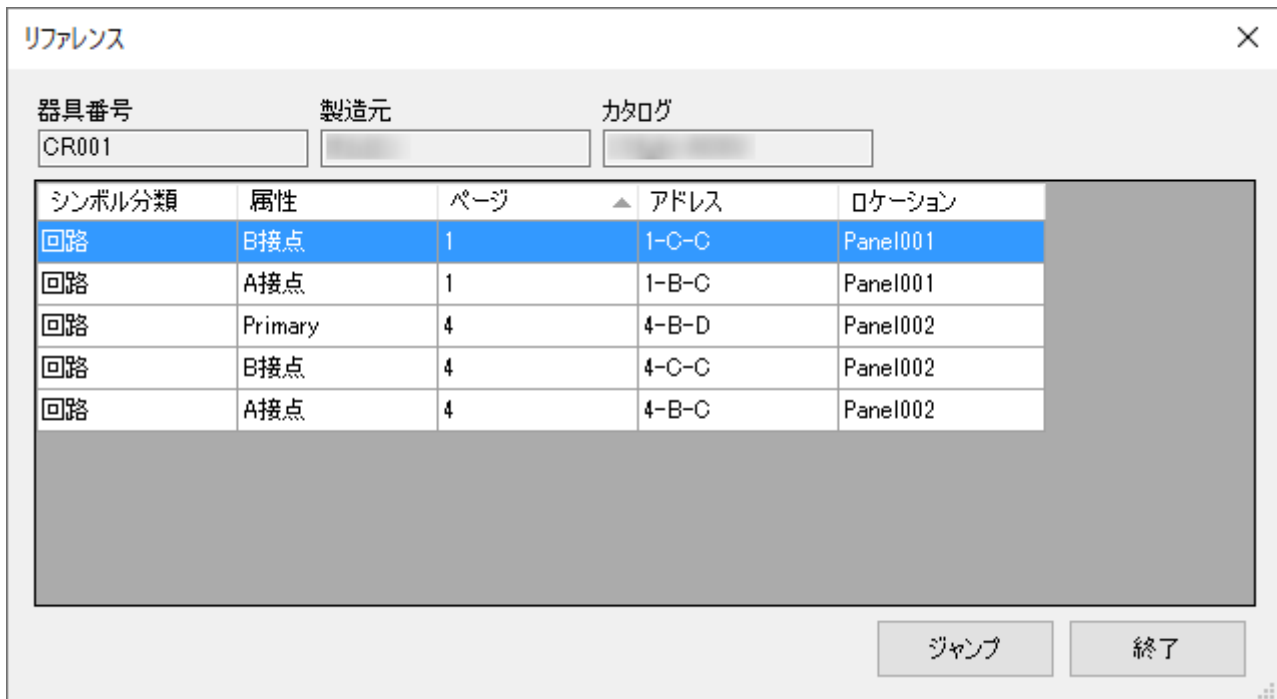 リファレンス
器具番号 製造元 カタログ
CR001
シンボル分類 属性 ページ アドレス ロケーション
回路 B接点 1 1-C-C Panel001
回路 A接点 1 1-B-C Panel001
回路 Primary 4 4-B-D Panel002
回路 B接点 4 4-C-C Panel002
回路 A接点 4 4-B-C Panel002
ジャンプ 終了